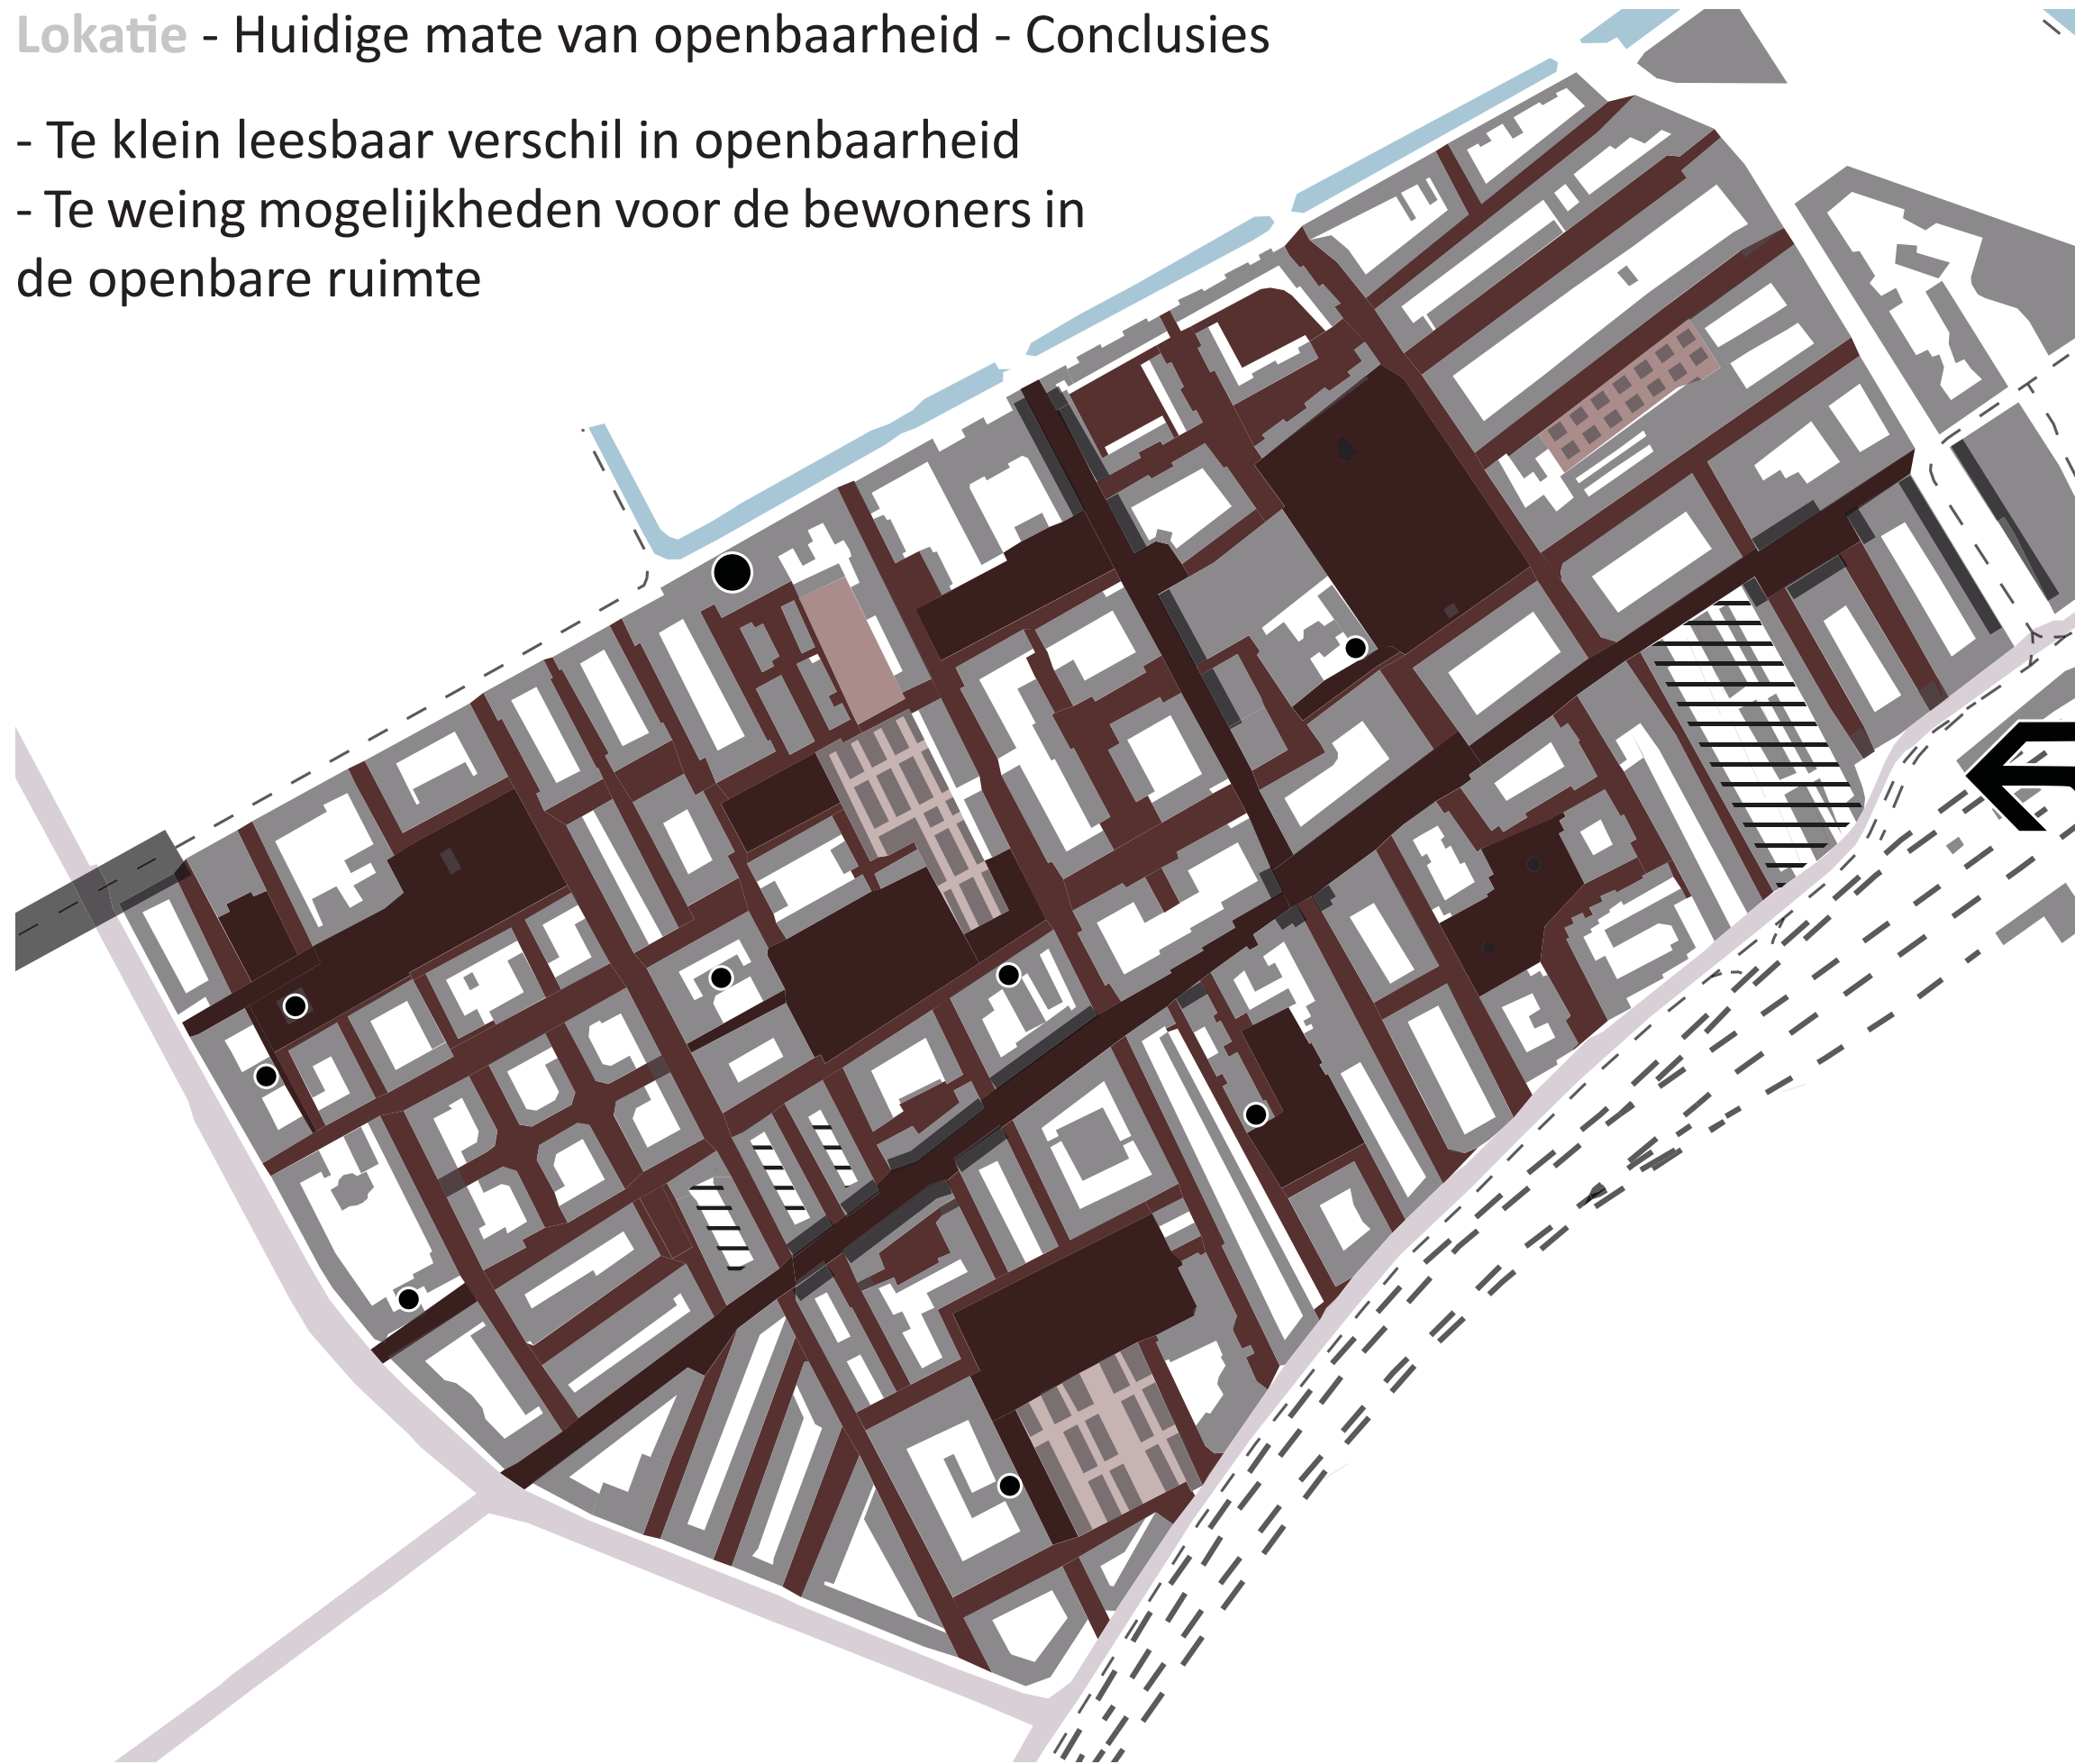 Lokatie - Huidige mate van openbaarheid - Conclusies
- Te klein leesbaar verschil in openbaarheid
- Te weing mogelijkheden voor de bewoners in
de openbare ruimte